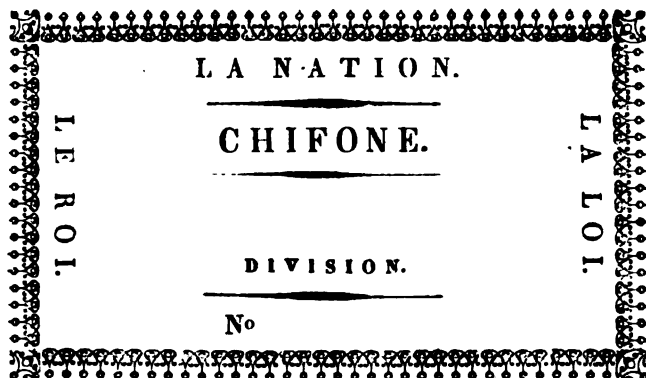 LA NATION.
LE ROI.
LA LOI.
CHIFONE.
DIVISION.
No